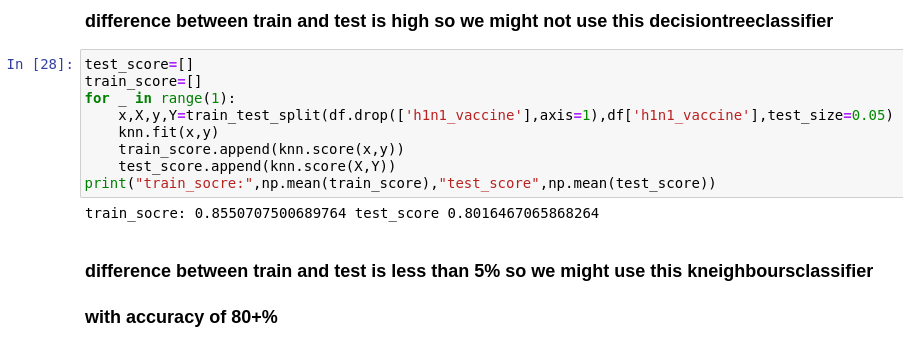 difference between train and test is high so we might not use this decisiontreeclassifier
In [28]: test_score=[]
train_score=[]
for _ in range(1):
    x,X,y,Y=train_test_split(df.drop(['h1n1_vaccine'],axis=1),df['h1n1_vaccine'],test_size=0.05)
    knn.fit(x,y)
    train_score.append(knn.score(x,y))
    test_score.append(knn.score(X,Y))
print("train_socre:",np.mean(train_score),"test_score",np.mean(test_score))
train_socre: 0.8550707500689764 test_score 0.8016467065868264
difference between train and test is less than 5% so we might use this kneighboursclassifier
with accuracy of 80+%